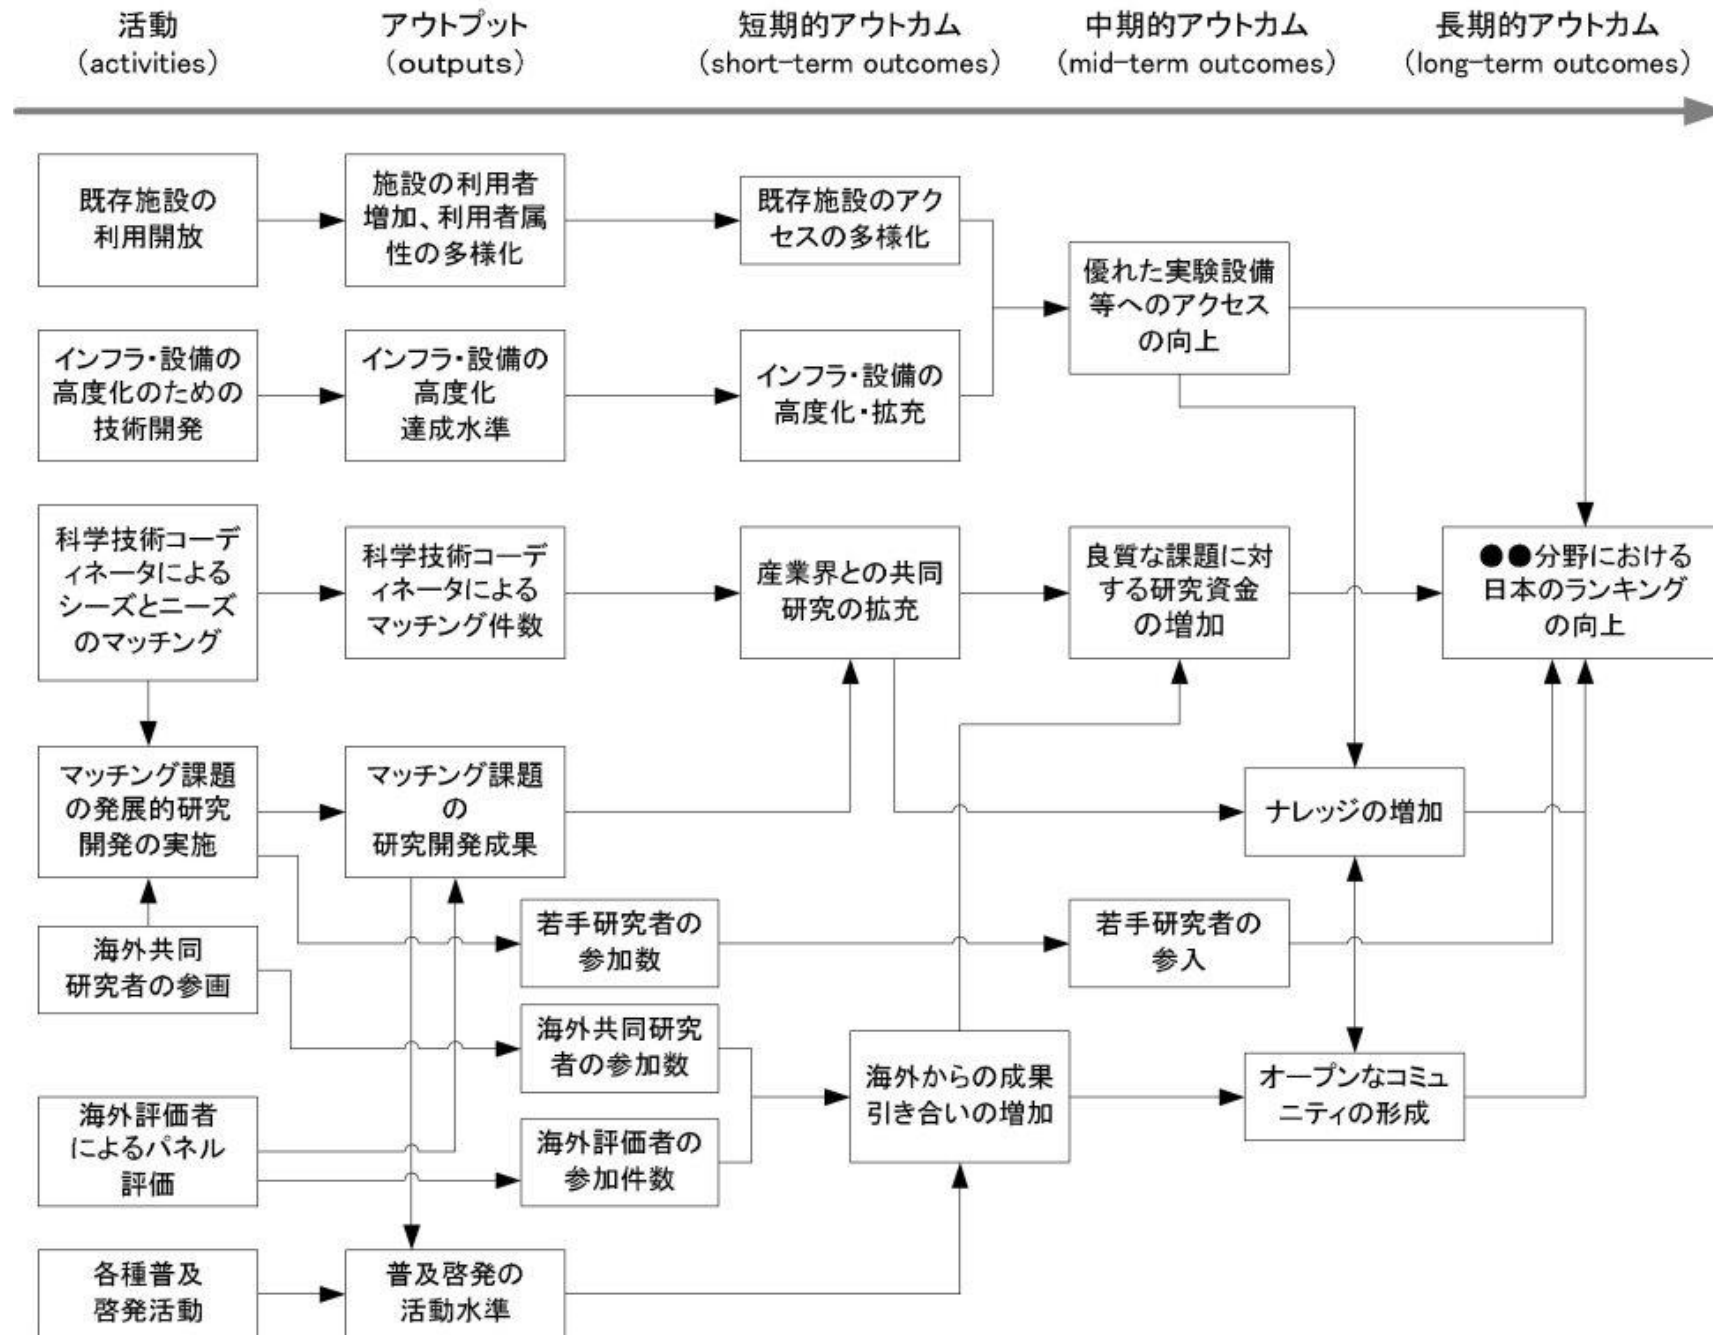 活動
(activities)
アウトプット
(outputs)
短期的アウトカム
(short-term outcomes)
中期的アウトカム
(mid-term outcomes)
長期的アウトカム
(long-term outcomes)
既存施設の
利用開放
施設の利用者
増加、利用者属
性の多様化
既存施設のアク
セスの多様化
優れた実験設備
等へのアクセス
の向上
インフラ・設備の
高度化のための
技術開発
インフラ・設備の
高度化
達成水準
インフラ・設備の
高度化・拡充
科学技術コーデ
ィネータによる
シーズとニーズ
のマッチング
科学技術コーデ
ィネータによる
マッチング件数
産業界との共同
研究の拡充
良質な課題に対
する研究資金
の増加
●●分野における
日本のランキング
の向上
マッチング課題
の発展的研究
開発の実施
マッチング課題
の
研究開発成果
ナレッジの増加
海外共同
研究者の参画
若手研究者の
参加数
若手研究者の
参入
海外共同研究
者の参加数
海外からの成果
引き合いの増加
オープンなコミュ
ニティの形成
海外評価者
によるパネル
評価
海外評価者の
参加件数
各種普及
啓発活動
普及啓発の
活動水準